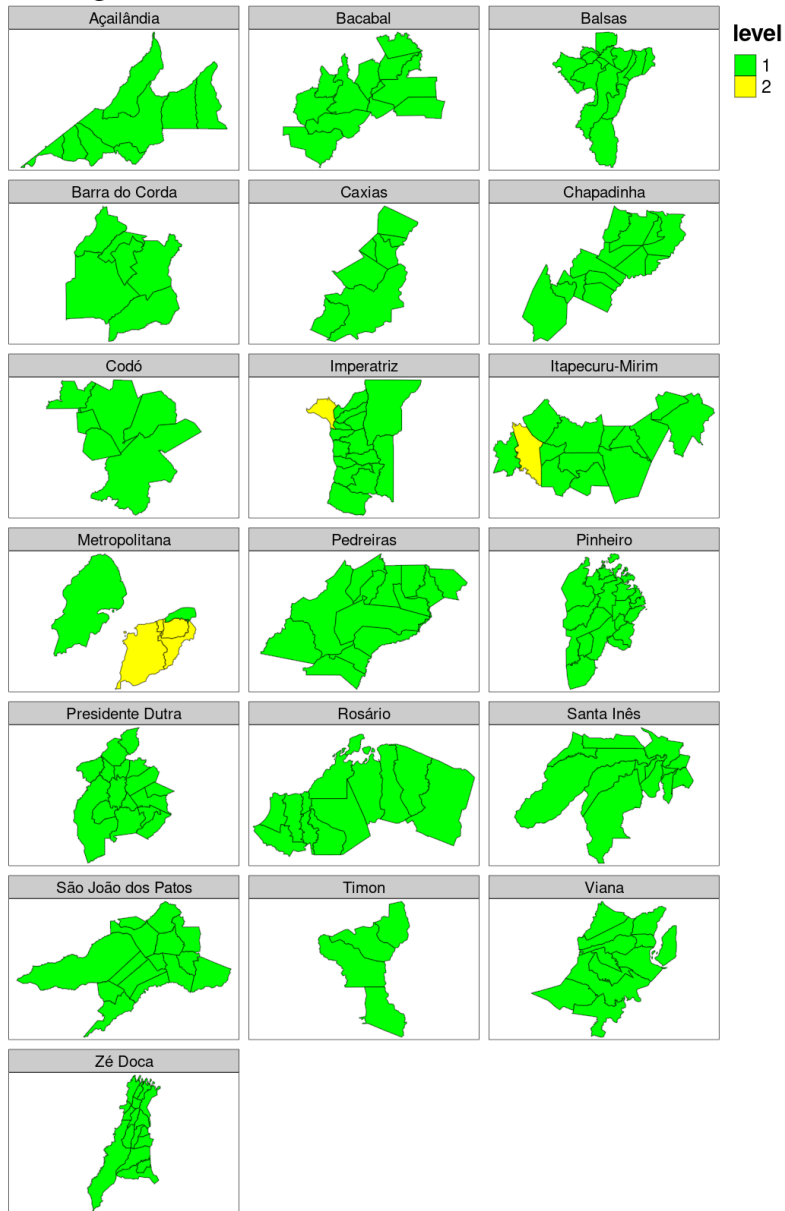 Açailândia
Bacabal
Balsas
level
1
2
Barra do Corda
Caxias
Chapadinha
Codó
Imperatriz
Itapecuru-Mirim
Metropolitana
Pedreiras
Pinheiro
Presidente Dutra
Rosário
Santa Inês
São João dos Patos
Timon
Viana
Zé Doca